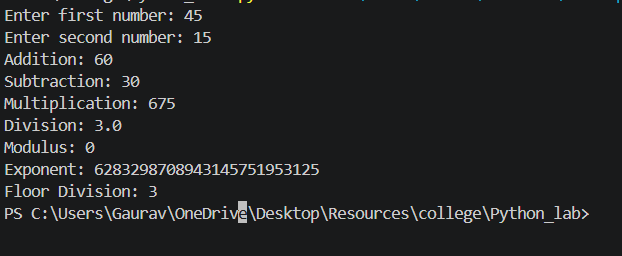 Enter first number: 45
Enter second number: 15
Addition: 60
Subtraction: 30
Multiplication: 675
Division: 3.0
Modulus: 0
Exponent: 6283298708943145751953125
Floor Division: 3
PS C:\Users\Gaurav\OneDrive\Desktop\Resources\college\Python_lab>